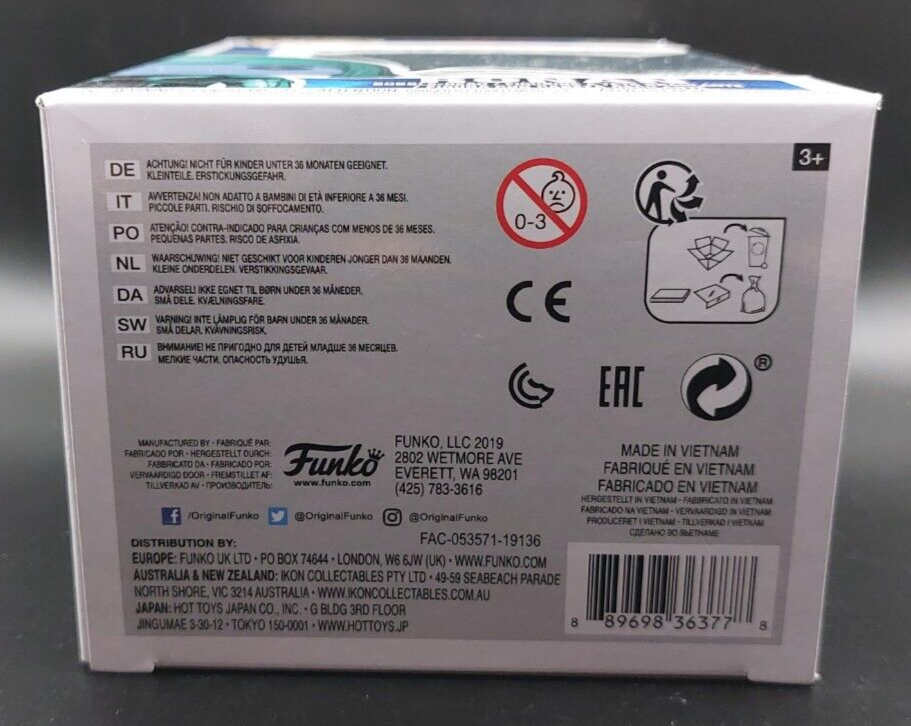 3+
DE ACHTUNG! NICHT FÜR KINDER UNTER 36 MONATEN GEEIGNET.
KLEINTEILE. ERSTICKUNGSGEFAHR.
IT AVVERTENZA! NON ADATTO A BAMBINI DI ETÀ INFERIORE A 36 MESI.
PICCOLE PARTI. RISCHIO DI SOFFOCAMENTO.
PO ATENÇÃO! CONTRA-INDICADO PARA CRIANÇAS COM MENOS DE 36 MESES.
PEQUENAS PARTES. RISCO DE ASFIXIA.
NL WAARSCHUWING! NIET GESCHIKT VOOR KINDEREN JONGER DAN 36 MAANDEN.
KLEINE ONDERDELEN. VERSTIKKINGSGEVAAR.
DA ADVARSEL! IKKE EGNET TIL BØRN UNDER 36 MÅNEDER.
SMÅ DELE. KVÆLNINGSFARE.
SW VARNING! INTE LÄMPLIG FÖR BARN UNDER 36 MÅNADER.
SMÅ DELAR. KVÄVNINGSRISK.
RU ВНИМАНИЕ! НЕ ПРИГОДНО ДЛЯ ДЕТЕЙ МЛАДШЕ 36 МЕСЯЦЕВ.
МЕЛКИЕ ЧАСТИ. ОПАСНОСТЬ УДУШЬЯ.
0-3
CE
EAC
®
MANUFACTURED BY • FABRIQUÉ PAR:
FABRICADO POR • HERGESTELLT DURCH:
FABBRICATO DA • FABRICADO POR:
VERVAARDIGD DOOR • FREMSTILLET AF:
TILLVERKAD AV • ПРОИЗВОДИТЕЛЬ:
Funko
www.funko.com
FUNKO, LLC 2019
2802 WETMORE AVE
EVERETT, WA 98201
(425) 783-3616
/OriginalFunko @OriginalFunko @OriginalFunko
FAC-053571-19136
DISTRIBUTION BY:
EUROPE: FUNKO UK LTD • PO BOX 74644 • LONDON, W6 6JW (UK) • WWW.FUNKO.COM
AUSTRALIA & NEW ZEALAND: IKON COLLECTABLES PTY LTD • 49-59 SEABEACH PARADE
NORTH SHORE, VIC 3214 AUSTRALIA • WWW.IKONCOLLECTABLES.COM.AU
JAPAN: HOT TOYS JAPAN CO., INC. • G BLDG 3RD FLOOR
JINGUMAE 3-30-12 • TOKYO 150-0001 • WWW.HOTTOYS.JP
MADE IN VIETNAM
FABRIQUÉ EN VIETNAM
FABRICADO EN VIETNAM
HERGESTELLT IN VIETNAM • FABBRICATO IN VIETNAM
FABRICADO NA VIETNAM • VERVAARDIGD IN VIETNAM
PRODUCERET I VIETNAM • TILLVERKAD I VIETNAM
СДЕЛАНО ВО ВЬЕТНАМЕ
8 89698 36377 8